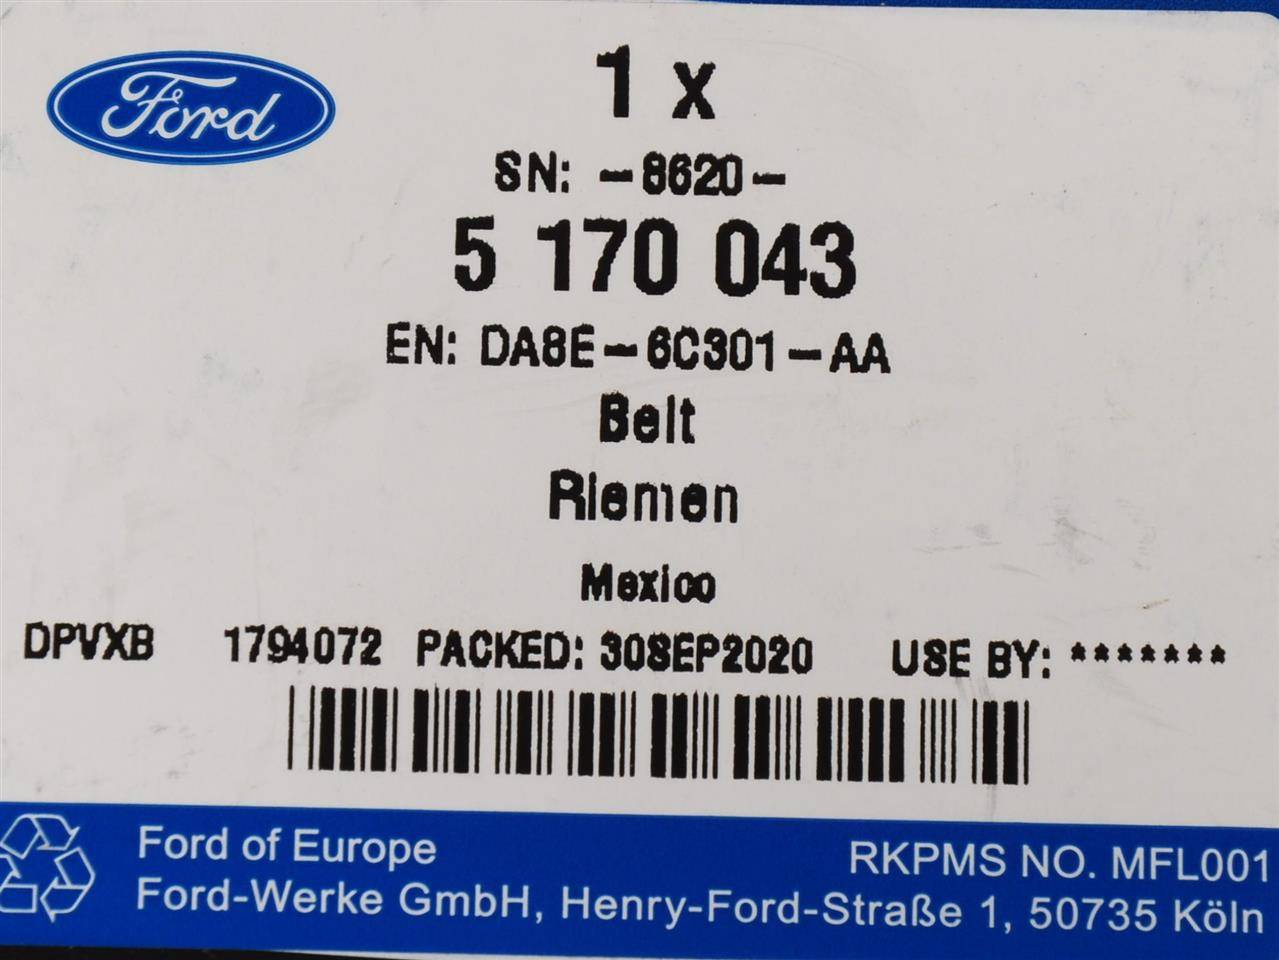 Ford
1 x
SN: -8620-
5 170 043
EN: DA8E-6C301-AA
Belt
Riemen
Mexico
DPVXB 1794072 PACKED: 30SEP2020 USE BY: *******
Ford of Europe
RKPMS NO. MFL001
Ford-Werke GmbH, Henry-Ford-Straße 1, 50735 Köln